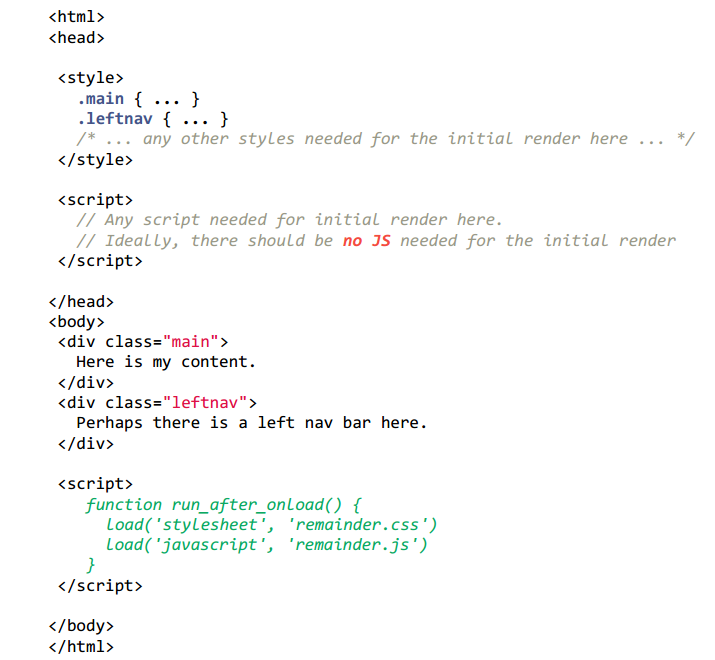 <html>
<head>
<style>
.main { ... }
.leftnav { ... }
/* ... any other styles needed for the initial render here ... */
</style>
<script>
// Any script needed for initial render here.
// Ideally, there should be no JS needed for the initial render
</script>
</head>
<body>
<div class="main">
Here is my content.
</div>
<div class="leftnav">
Perhaps there is a left nav bar here.
</div>
<script>
function run_after_onload() {
load('stylesheet', 'remainder.css')
load('javascript', 'remainder.js')
}
</script>
</body>
</html>